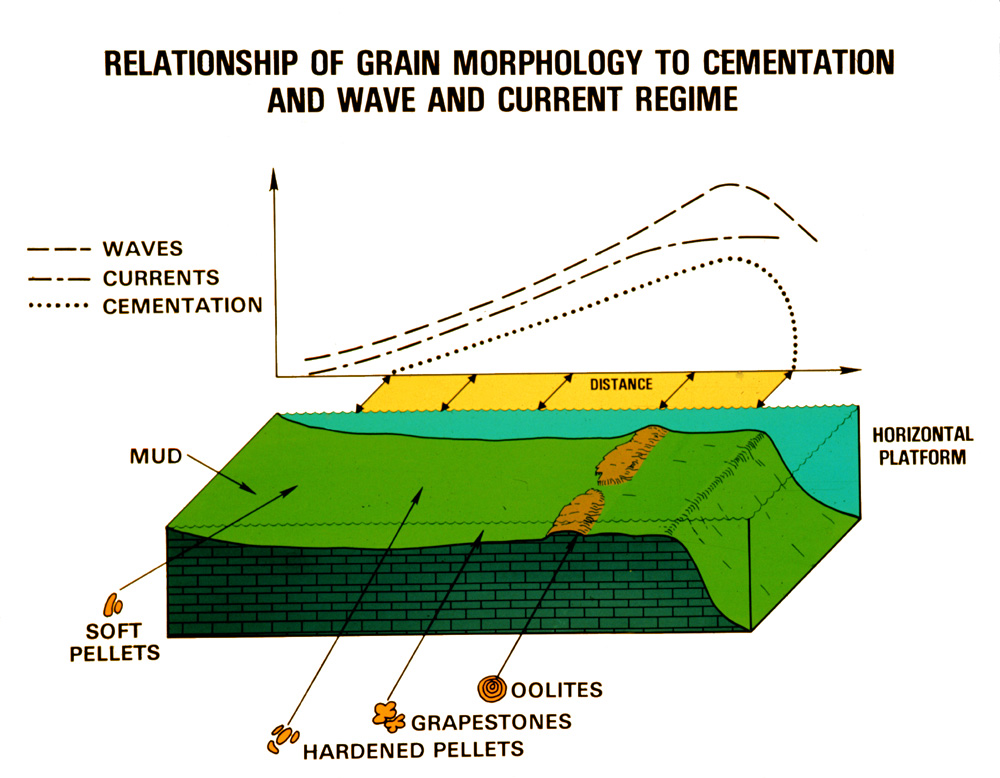 RELATIONSHIP OF GRAIN MORPHOLOGY TO CEMENTATION
AND WAVE AND CURRENT REGIME
WAVES
CURRENTS
CEMENTATION
DISTANCE
HORIZONTAL
PLATFORM
MUD
SOFT
PELLETS
OOLITES
GRAPESTONES
HARDENED PELLETS